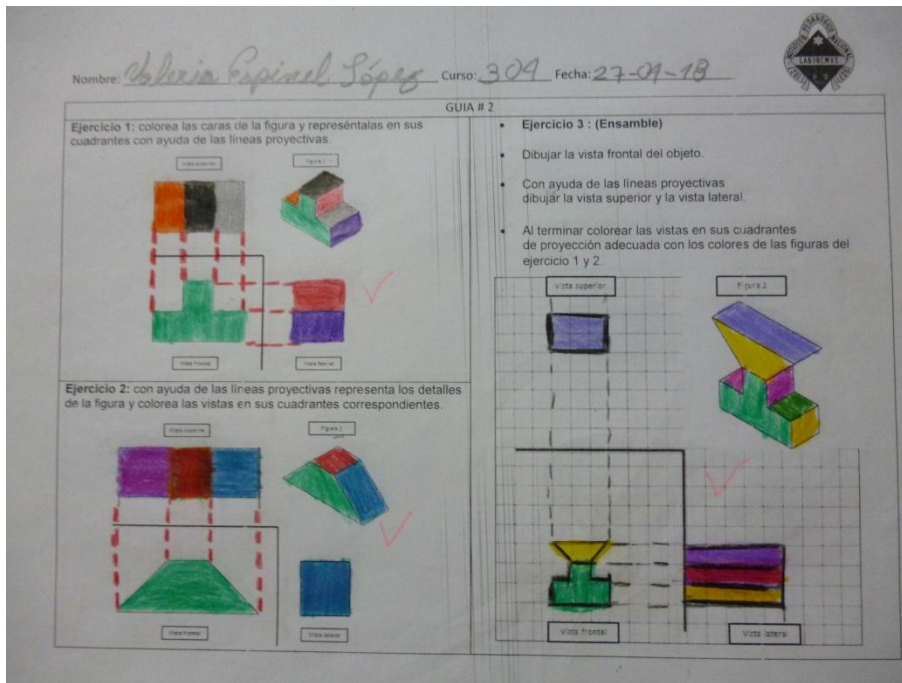 Nombre: Valeria Espinel López Curso: 309 Fecha: 27-09-18
INSTITUTO PEDAGOGICO NACIONAL
LABOREMUS
GUIA # 2
Ejercicio 1: colorea las caras de la figura y represéntalas en sus
cuadrantes con ayuda de las líneas proyectivas.
Vista superior
Figura 1
Vista frontal
Vista lateral
Ejercicio 2: con ayuda de las líneas proyectivas representa los detalles
de la figura y colorea las vistas en sus cuadrantes correspondientes.
Vista superior
Figura 2
Vista frontal
Vista lateral
• Ejercicio 3 : (Ensamble)
• Dibujar la vista frontal del objeto.
• Con ayuda de las líneas proyectivas
dibujar la vista superior y la vista lateral.
• Al terminar colorear las vistas en sus cuadrantes
de proyección adecuada con los colores de las figuras del
ejercicio 1 y 2.
Vista superior
Figura 2
Vista frontal
Vista lateral